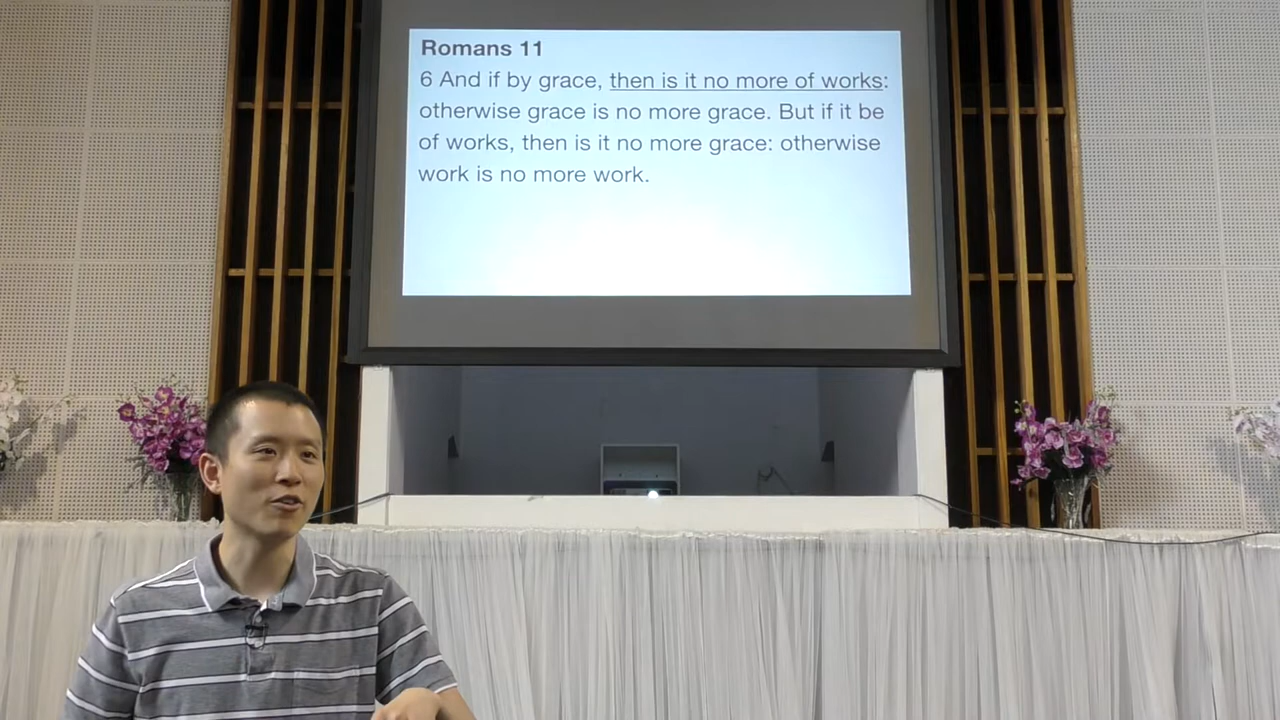 Romans 11
6 And if by grace, then is it no more of works:
otherwise grace is no more grace. But if it be
of works, then is it no more grace: otherwise
work is no more work.